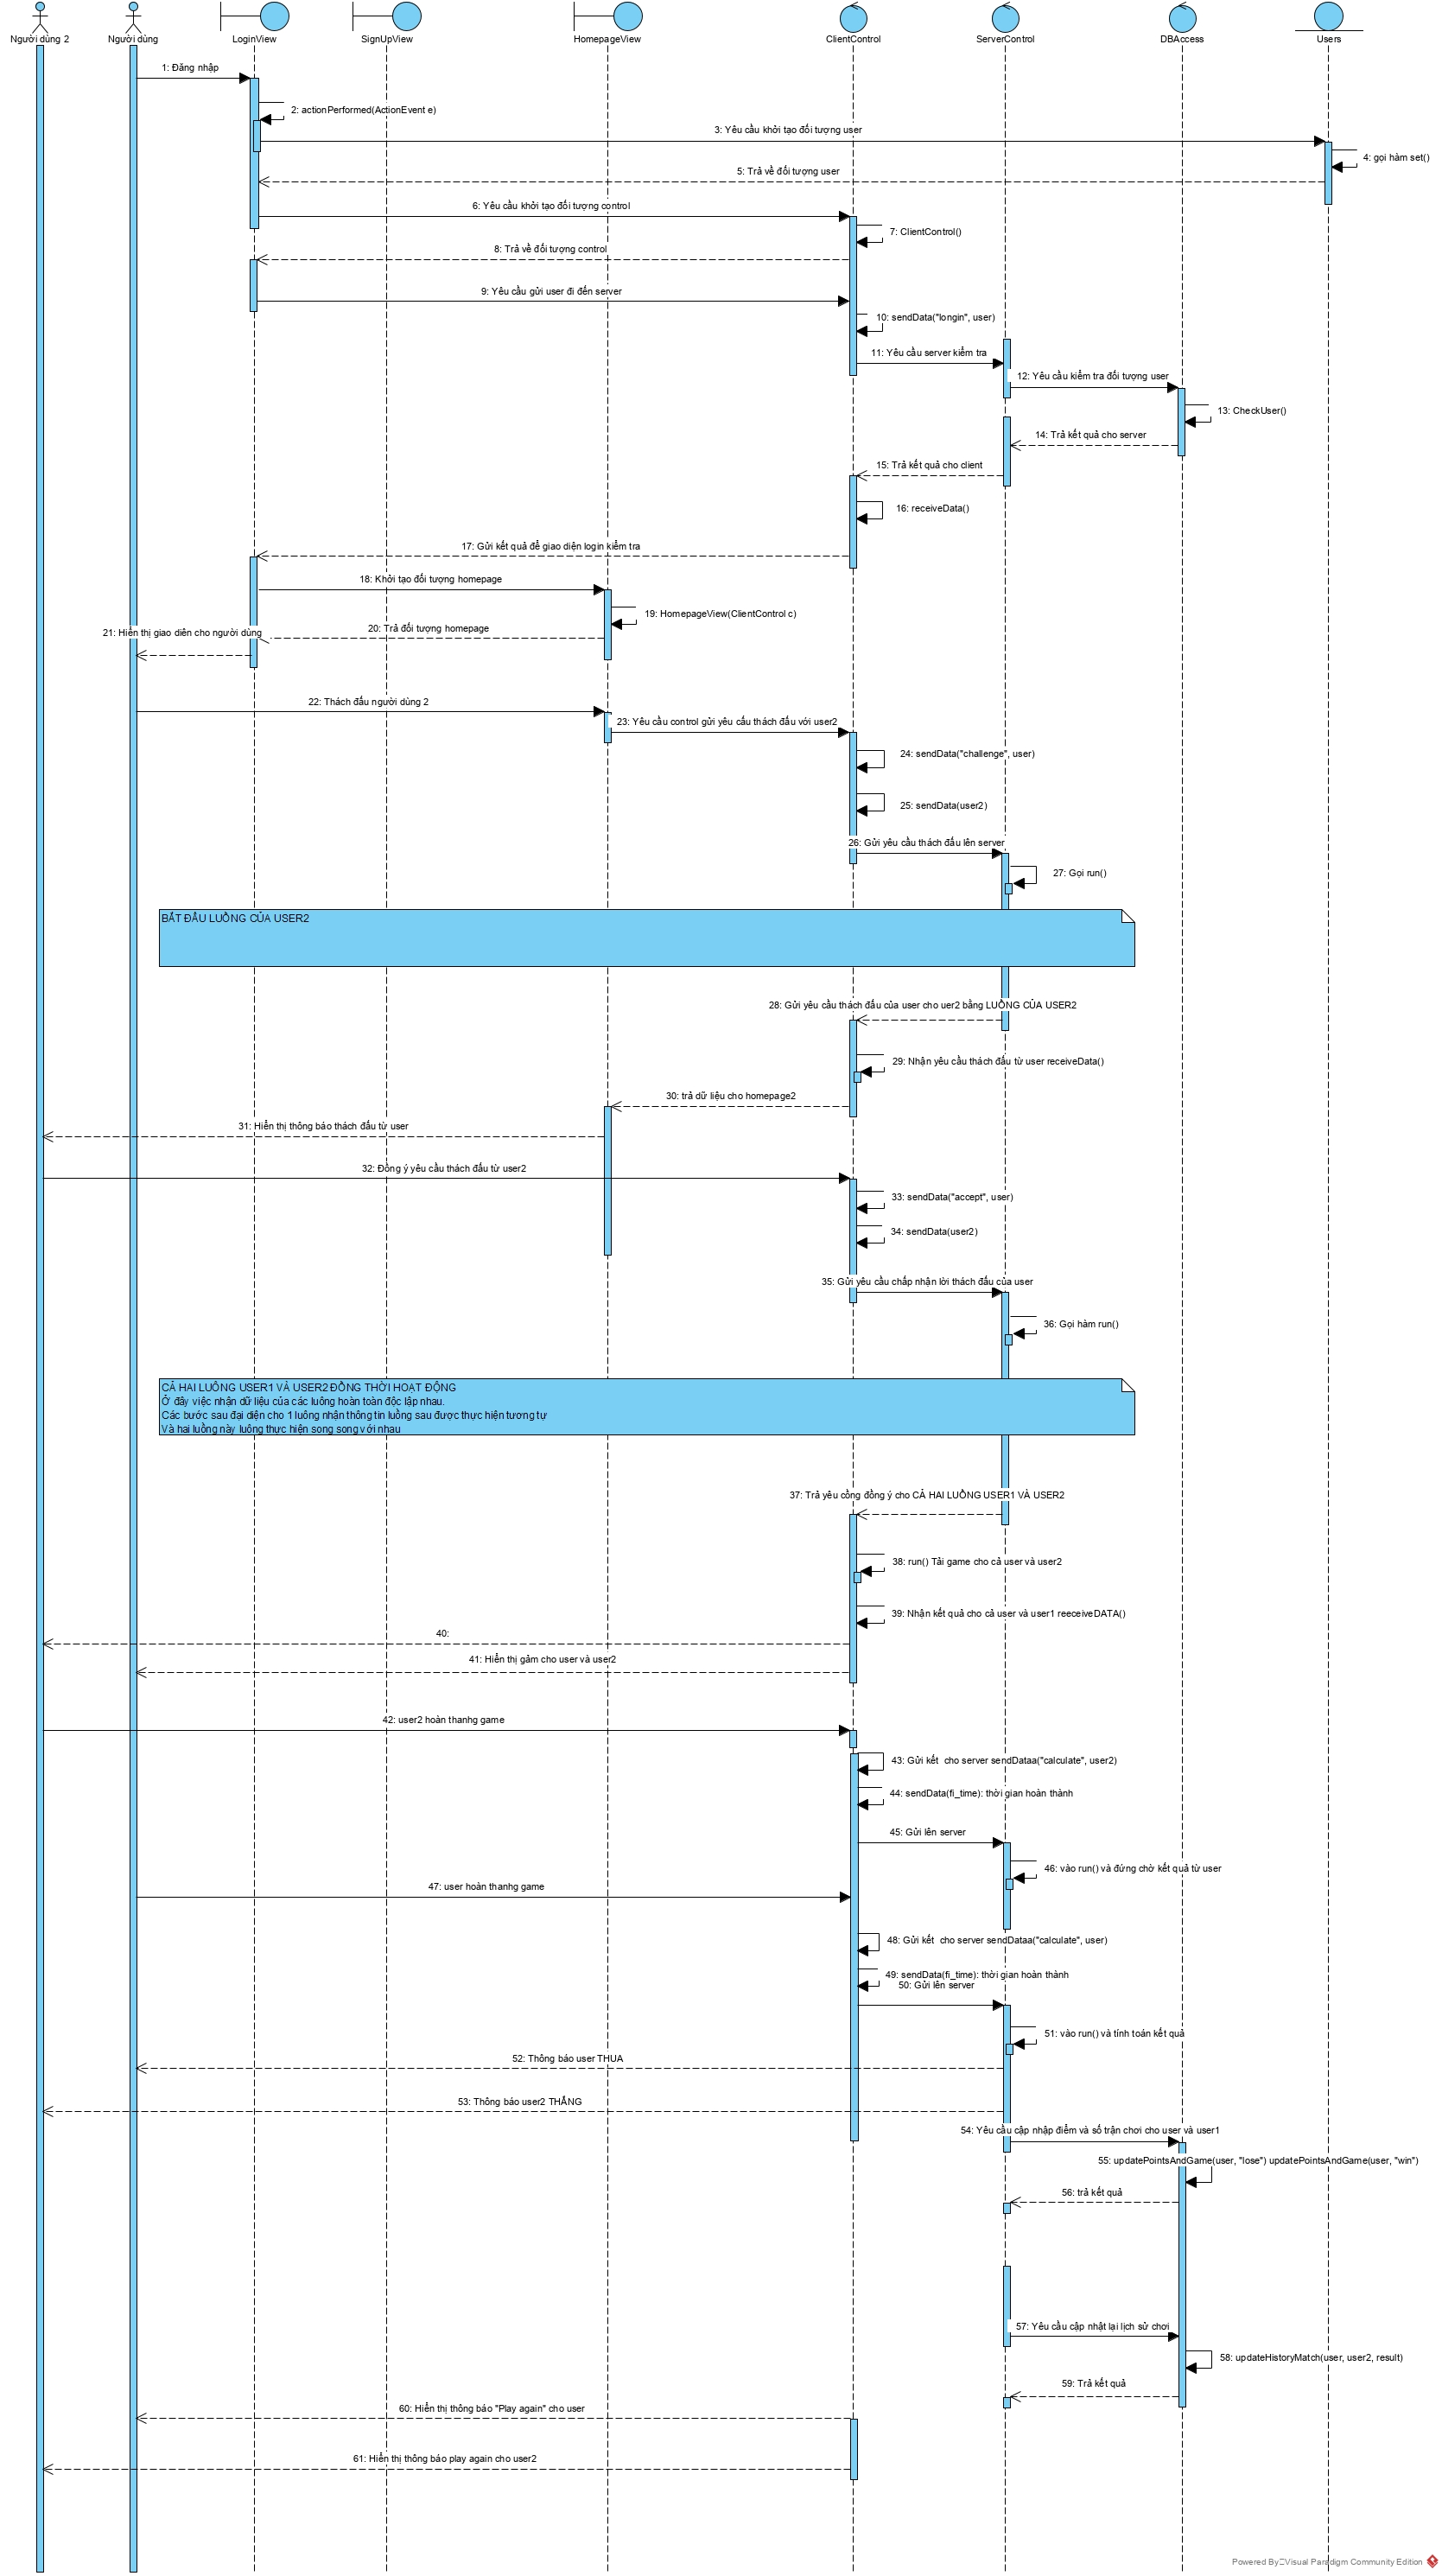 Người dùng 2
Người dùng
LoginView
SignUpView
HomepageView
ClientControl
ServerControl
DBAccess
Users
1: Đăng nhập
2: actionPerformed(ActionEvent e)
3: Yêu cầu khởi tạo đối tượng user
4: gọi hàm set()
5: Trả về đối tượng user
6: Yêu cầu khởi tạo đối tượng control
7: ClientControl()
8: Trả về đối tượng control
9: Yêu cầu gửi user đi đến server
10: sendData("longin", user)
11: Yêu cầu server kiểm tra
12: Yêu cầu kiểm tra đối tượng user
13: CheckUser()
14: Trả kết quả cho server
15: Trả kết quả cho client
16: receiveData()
17: Gửi kết quả để giao diện login kiểm tra
18: Khởi tạo đối tượng homepage
19: HomepageView(ClientControl c)
20: Trả đối tượng homepage
21: Hiển thị giao diên cho người dùng
22: Thách đấu người dùng 2
23: Yêu cầu control gửi yêu cầu thách đấu với user2
24: sendData("challenge", user)
25: sendData(user2)
26: Gửi yêu cầu thách đấu lên server
27: Gọi run()
BẮT ĐẦU LUỒNG CỦA USER2
28: Gửi yêu cầu thách đấu của user cho uer2 bằng LUỒNG CỦA USER2
29: Nhận yêu cầu thách đấu từ user receiveData()
30: trả dữ liệu cho homepage2
31: Hiển thị thông báo thách đấu từ user
32: Đồng ý yêu cầu thách đấu từ user2
33: sendData("accept", user)
34: sendData(user2)
35: Gửi yêu cầu chấp nhận lời thách đấu của user
36: Gọi hàm run()
CẢ HAI LUỒNG USER1 VÀ USER2 ĐỒNG THỜI HOẠT ĐỘNG
Ở đây việc nhận dữ liệu của các luông hoàn toàn độc lập nhau.
Các bước sau đại diện cho 1 luồng nhận thông tin luồng sau được thực hiện tương tự
Và hai luồng này luông thực hiện song song với nhau
37: Trả yêu cồng đồng ý cho CẢ HAI LUỒNG USER1 VÀ USER2
38: run() Tải game cho cả user và user2
39: Nhận kết quả cho cả user và user1 reeceiveDATA()
40:
41: Hiển thị gảm cho user và user2
42: user2 hoàn thanhg game
43: Gửi kết cho server sendDataa("calculate", user2)
44: sendData(fi_time): thời gian hoàn thành
45: Gửi lên server
46: vào run() và đứng chờ kết quả từ user
47: user hoàn thanhg game
48: Gửi kết cho server sendDataa("calculate", user)
49: sendData(fi_time): thời gian hoàn thành
50: Gửi lên server
51: vào run() và tính toán kết quả
52: Thông báo user THUA
53: Thông báo user2 THẮNG
54: Yêu cầu cập nhập điểm và số trận chơi cho user và user1
55: updatePointsAndGame(user, "lose") updatePointsAndGame(user, "win")
56: trả kết quả
57: Yêu cầu cập nhật lại lịch sử chơi
58: updateHistoryMatch(user, user2, result)
59: Trả kết quả
60: Hiển thị thông báo "Play again" cho user
61: Hiển thị thông báo play again cho user2
Powered By Visual Paradigm Community Edition